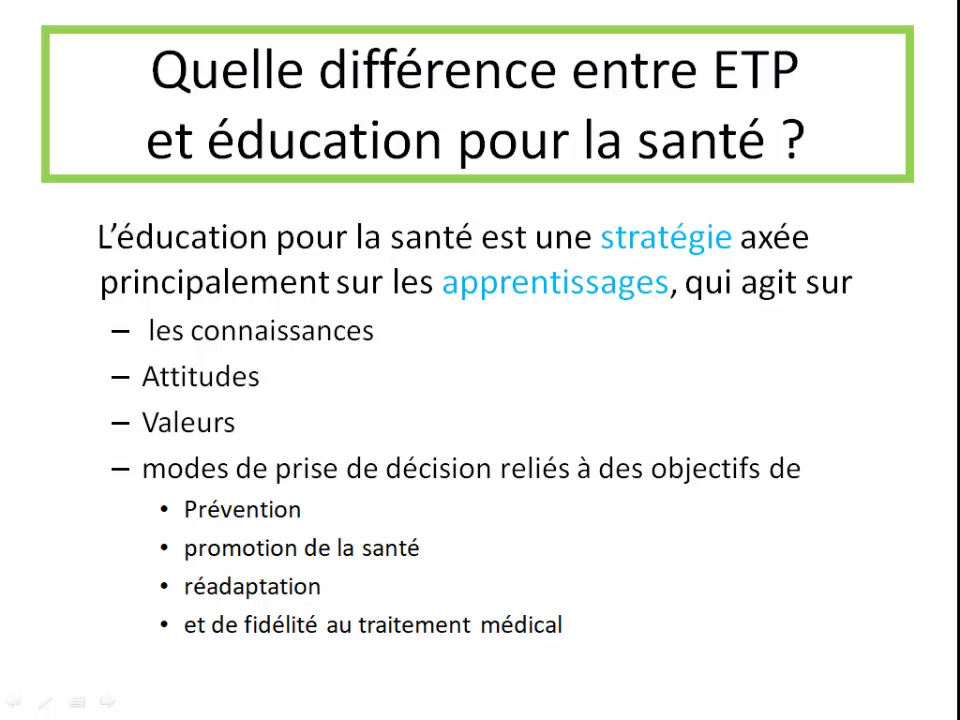 Quelle différence entre ETP
et éducation pour la santé ?
L'éducation pour la santé est une stratégie axée
principalement sur les apprentissages, qui agit sur
– les connaissances
– Attitudes
– Valeurs
– modes de prise de décision reliés à des objectifs de
• Prévention
• promotion de la santé
• réadaptation
• et de fidélité au traitement médical